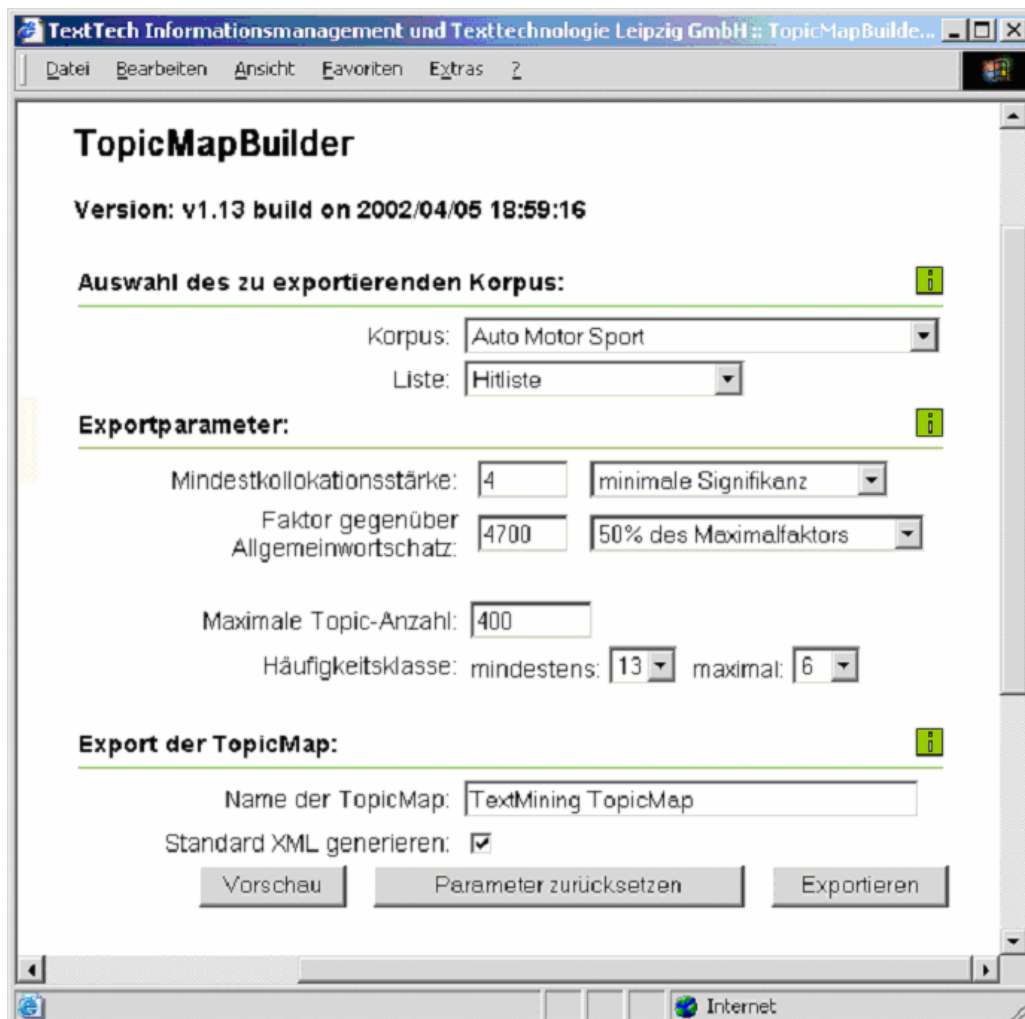 TextTech Informationsmanagement und Texttechnologie Leipzig GmbH :: TopicMapBuilde...
Datei Bearbeiten Ansicht Favoriten Extras ?
TopicMapBuilder
Version: v1.13 build on 2002/04/05 18:59:16
Auswahl des zu exportierenden Korpus:
Korpus: Auto Motor Sport
Liste: Hitliste
Exportparameter:
Mindestkollokationsstärke: 4 minimale Signifikanz
Faktor gegenüber
Allgemeinwortschatz: 4700 50% des Maximalfaktors
Maximale Topic-Anzahl: 400
Häufigkeitsklasse: mindestens: 13 maximal: 6
Export der TopicMap:
Name der TopicMap: TextMining TopicMap
Standard XML generieren:
Vorschau Parameter zurücksetzen Exportieren
Internet